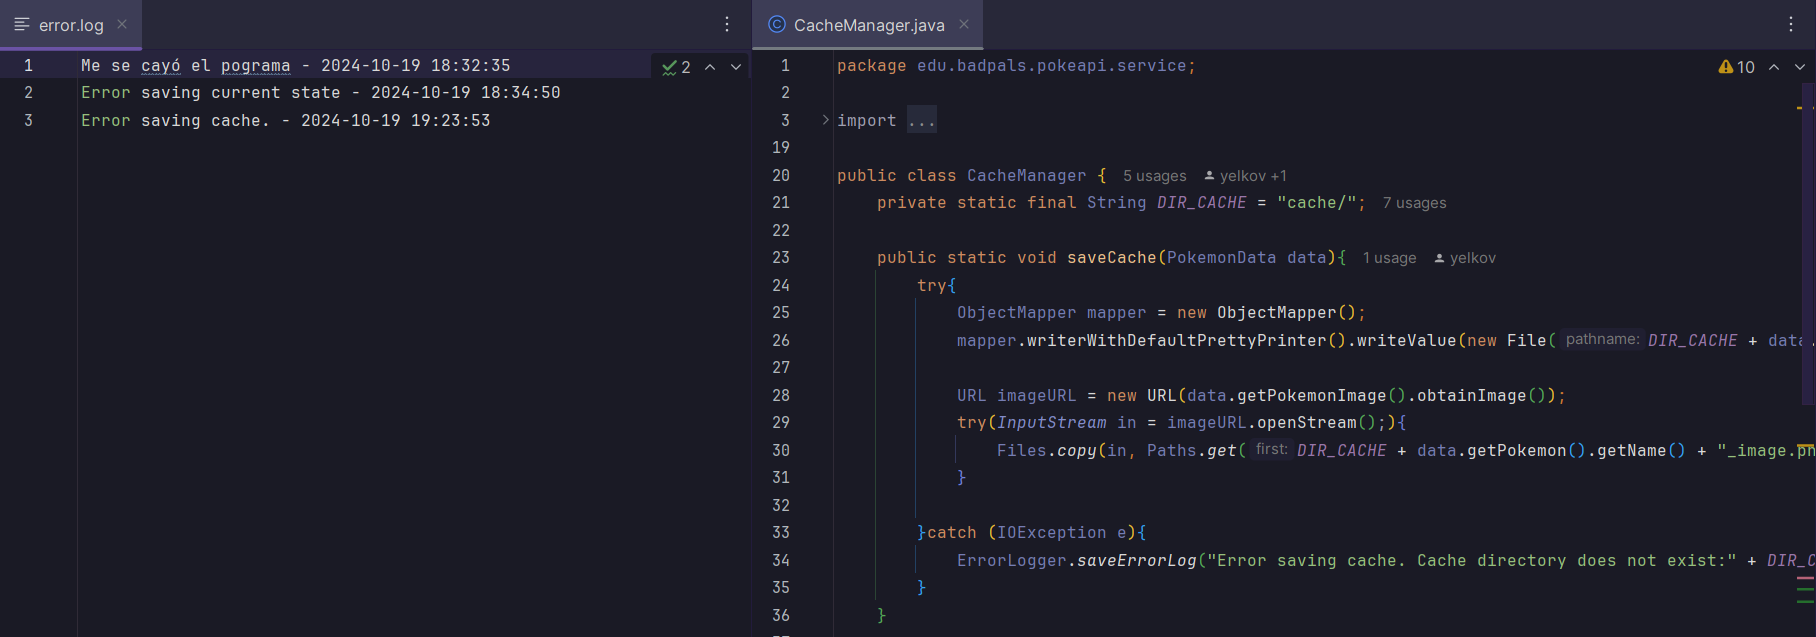 error.log
1 Me se cayó el pograma - 2024-10-19 18:32:35
2
2 Error saving current state - 2024-10-19 18:34:50
3 Error saving cache. - 2024-10-19 19:23:53
CacheManager.java
1 package edu.badpals.pokeapi.service;
10
2
3 import ...
19
20 public class CacheManager { 5 usages yelkov +1
21 private static final String DIR_CACHE = "cache/"; 7 usages
22
23 public static void saveCache(PokemonData data){ 1 usage yelkov
24 try{
25 ObjectMapper mapper = new ObjectMapper();
26 mapper.writerWithDefaultPrettyPrinter().writeValue(new File( pathname: DIR_CACHE + data.
27
28 URL imageURL = new URL(data.getPokemonImage().obtainImage());
29 try(InputStream in = imageURL.openStream();){
30 Files.copy(in, Paths.get( first: DIR_CACHE + data.getPokemon().getName() + "_image.pn
31 }
32
33 }catch (IOException e){
34 ErrorLogger.saveErrorLog("Error saving cache. Cache directory does not exist:" + DIR_C
35 }
36 }